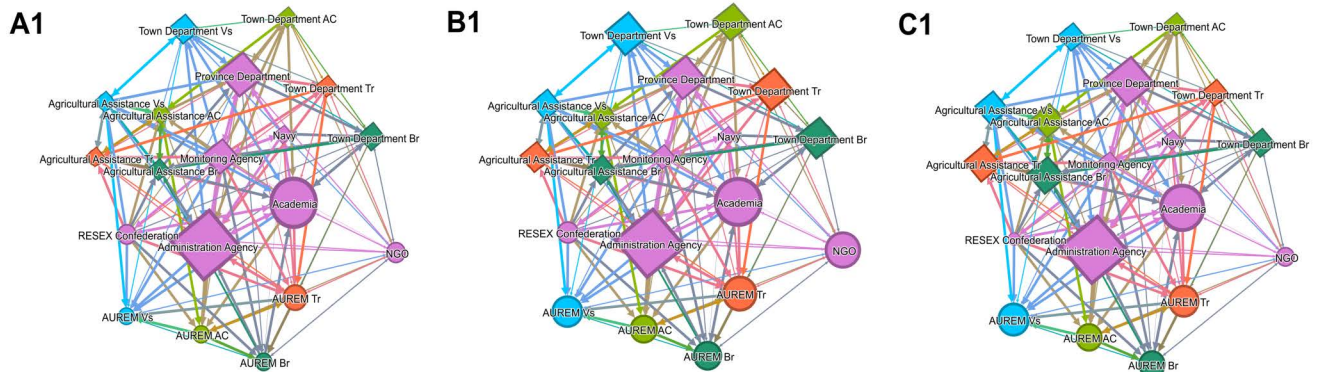 A1
Town Department Vs
Town Department AC
Province Department
Town Department Tr
Agricultural Assistance Vs
Agricultural Assistance AC
Navy
Town Department Br
Agricultural Assistance Tr
Monitoring Agency
Agricultural Assistance Br
Academia
RESEX Confederation
Administration Agency
NGO
AUREM Tr
AUREM Vs
AUREM AC
AUREM Br
B1
Town Department Vs
Town Department AC
Province Department
Town Department Tr
Agricultural Assistance Vs
Agricultural Assistance AC
Navy
Town Department Br
Agricultural Assistance Tr
Monitoring Agency
Agricultural Assistance Br
Academia
RESEX Confederation
Administration Agency
NGO
AUREM Tr
AUREM Vs
AUREM AC
AUREM Br
C1
Town Department Vs
Town Department AC
Province Department
Town Department Tr
Agricultural Assistance Vs
Agricultural Assistance AC
Navy
Town Department Br
Agricultural Assistance Tr
Monitoring Agency
Agricultural Assistance Br
Academia
RESEX Confederation
Administration Agency
NGO
AUREM Tr
AUREM Vs
AUREM AC
AUREM Br